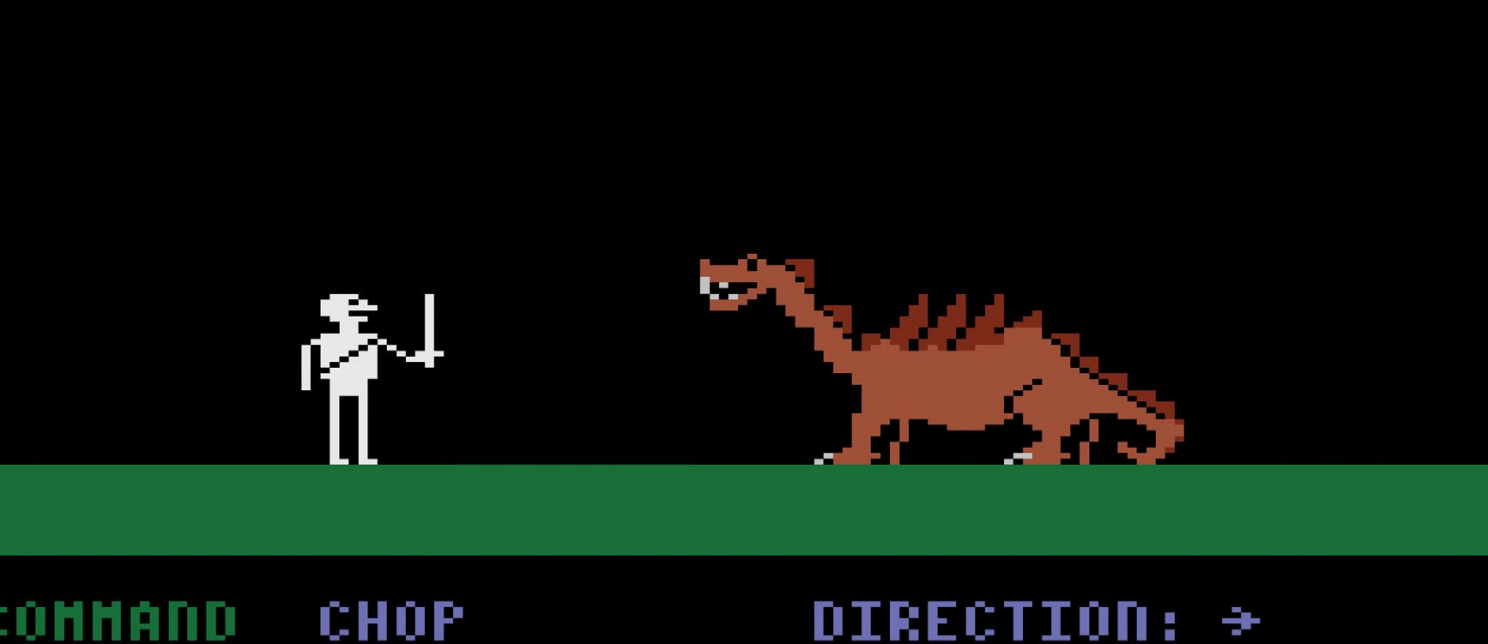 COMMAND CHOP DIRECTION: →